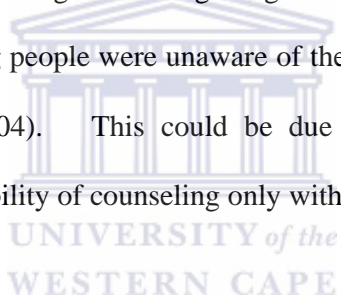 people were unaware of the
04). This could be due
bility of counseling only with
UNIVERSITY of the
WESTERN CAPE